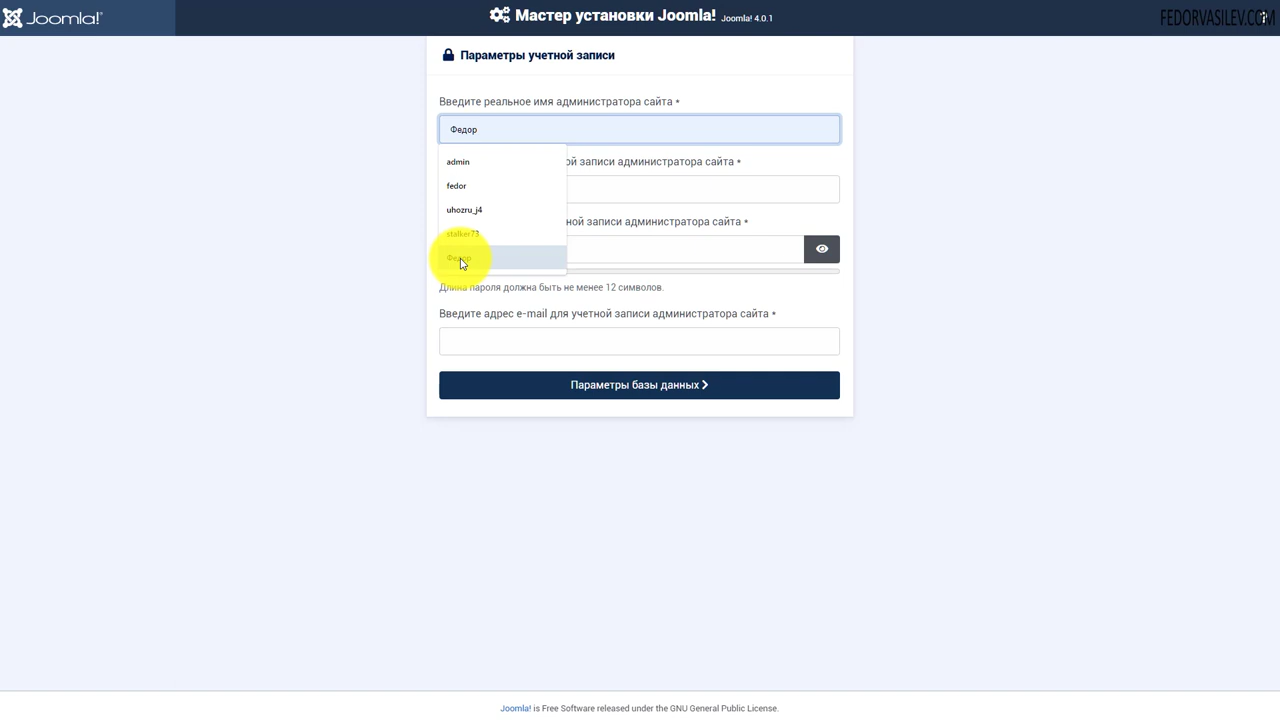 Joomla!®
Мастер установки Joomla! Joomla! 4.0.1
FEDORVASILEV.COM
Параметры учетной записи
Введите реальное имя администратора сайта *
Федор
admin
fedor
uhozru_j4
stalker73
Федор
ой записи администратора сайта *
ной записи администратора сайта *
Длина пароля должна быть не менее 12 символов.
Введите адрес e-mail для учетной записи администратора сайта *
Параметры базы данных
Joomla! is Free Software released under the GNU General Public License.